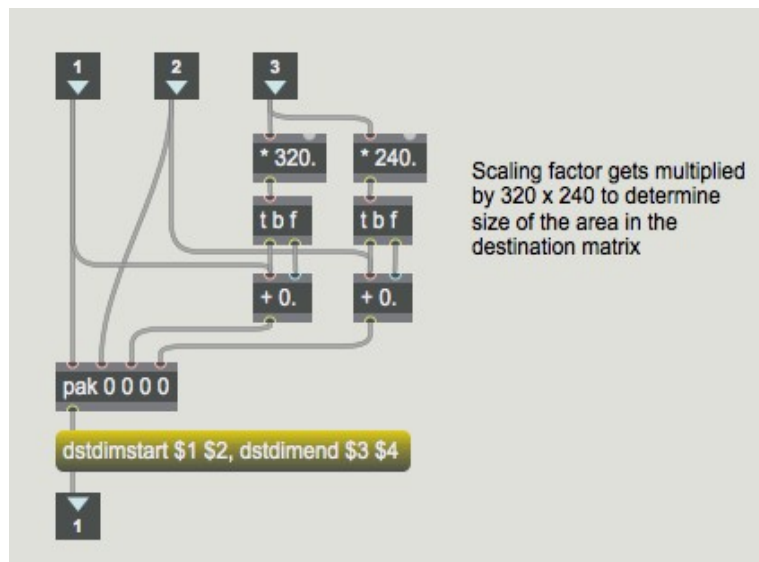 1
2
3
* 320.
* 240.
Scaling factor gets multiplied
by 320 x 240 to determine
size of the area in the
destination matrix
t b f
t b f
+ 0.
+ 0.
pak 0 0 0 0
dstdimstart $1 $2, dstdimend $3 $4
1